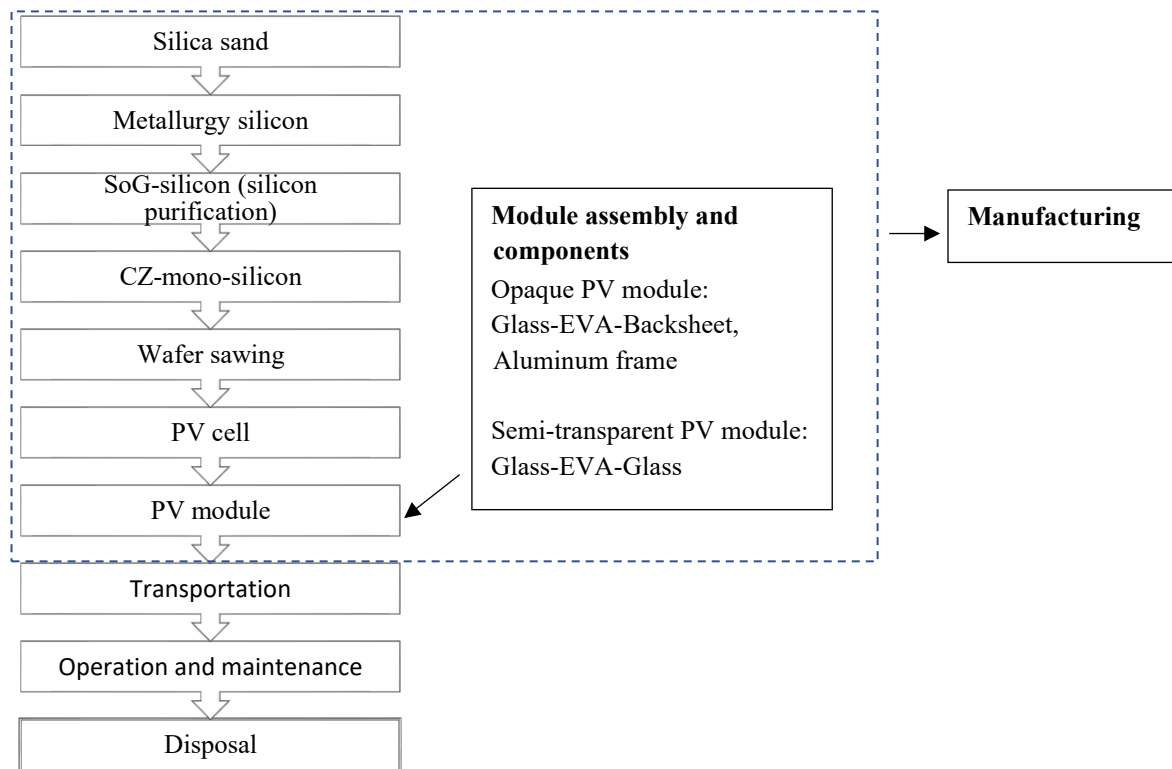 Silica sand
Metallurgy silicon
SoG-silicon (silicon
purification)
CZ-mono-silicon
Wafer sawing
PV cell
PV module
Transportation
Operation and maintenance
Disposal
Module assembly and
components
Opaque PV module:
Glass-EVA-Backsheet,
Aluminum frame
Semi-transparent PV module:
Glass-EVA-Glass
Manufacturing